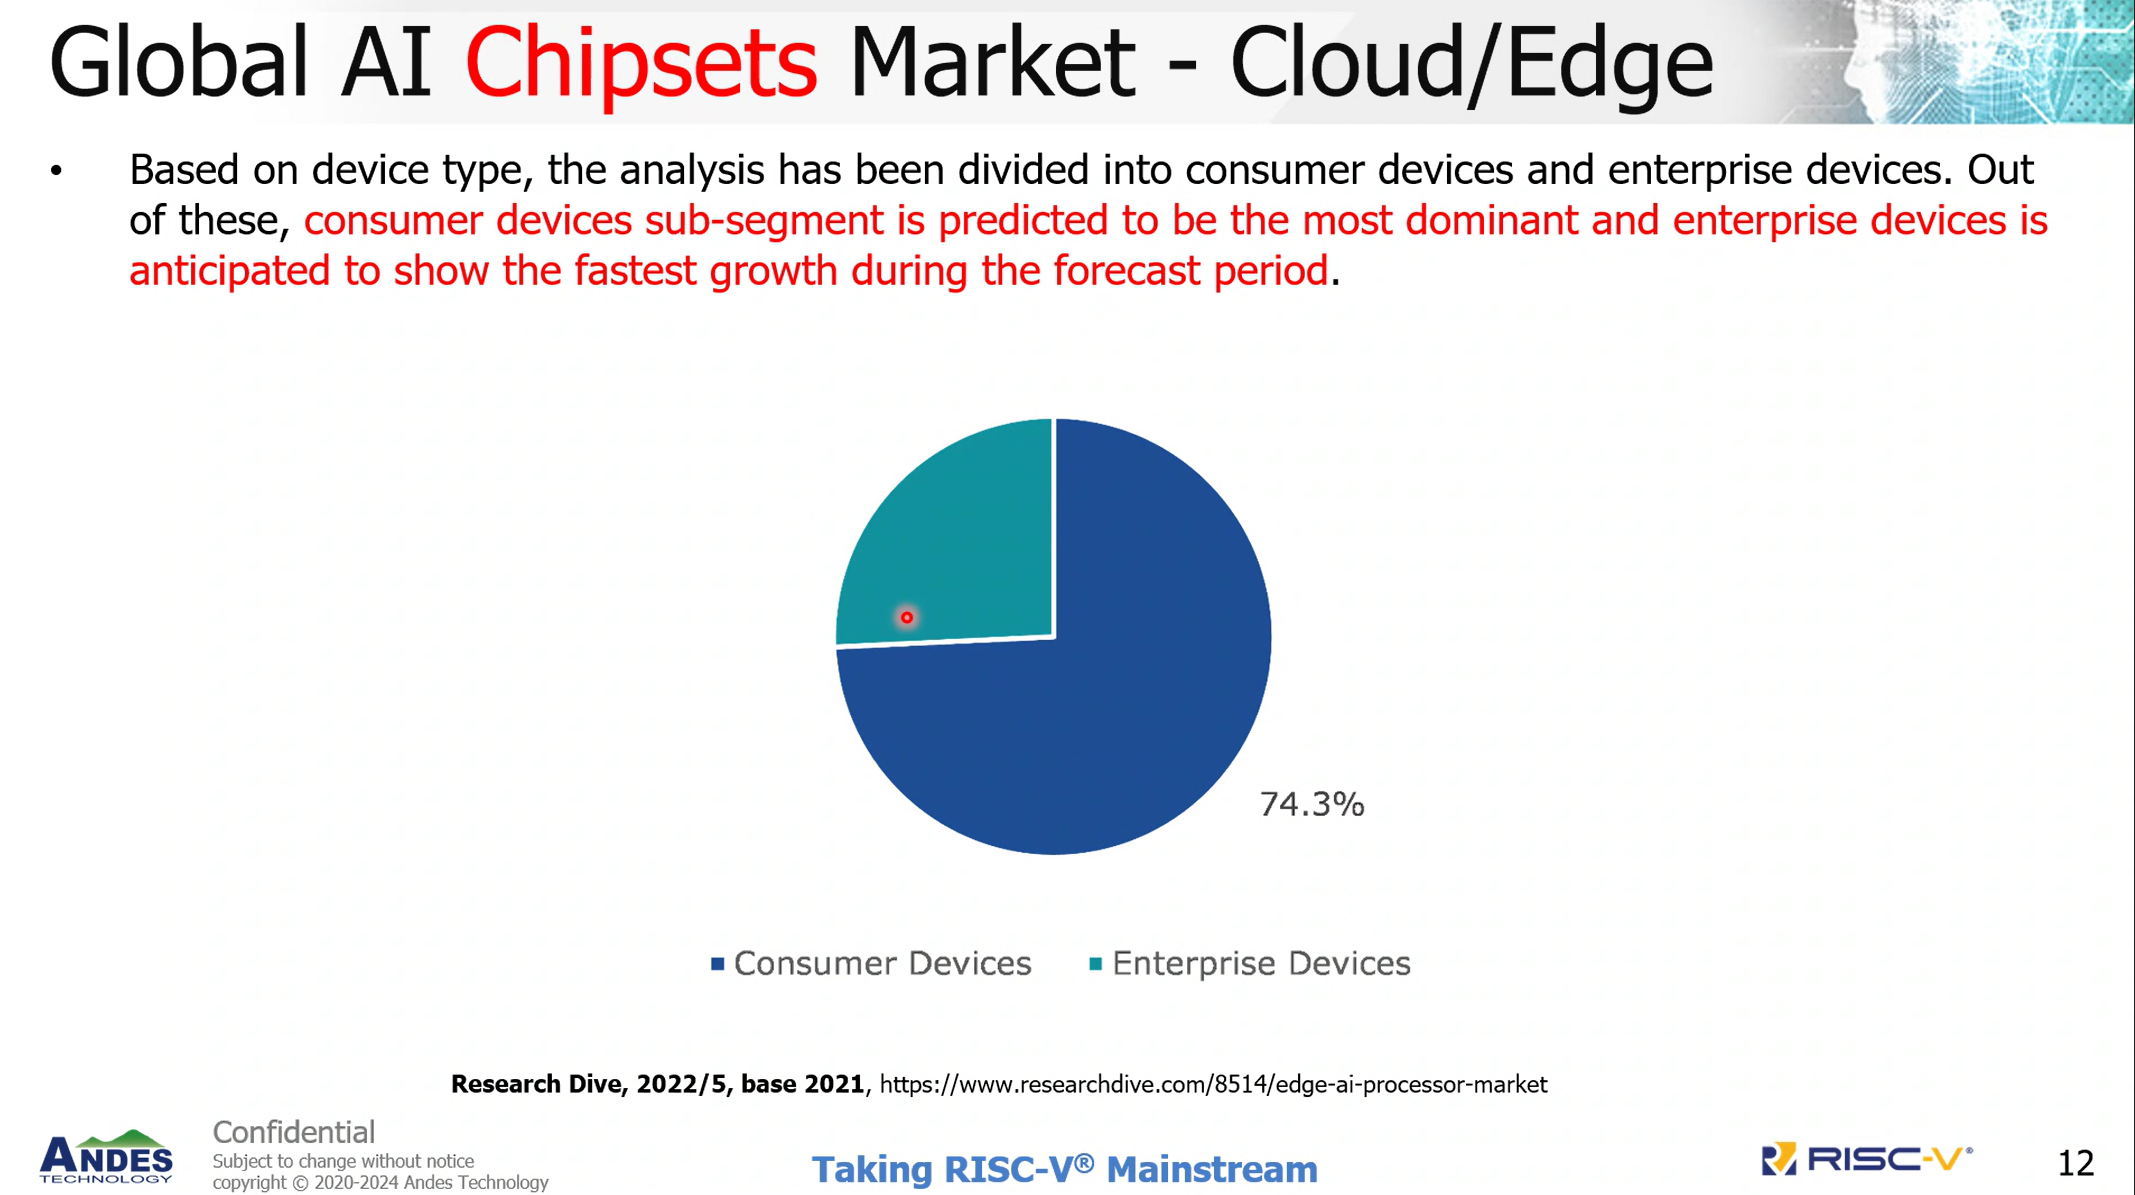 Global AI Chipsets Market - Cloud/Edge
• Based on device type, the analysis has been divided into consumer devices and enterprise devices. Out
of these, consumer devices sub-segment is predicted to be the most dominant and enterprise devices is
anticipated to show the fastest growth during the forecast period.
74.3%
Consumer Devices
Enterprise Devices
Research Dive, 2022/5, base 2021, https://www.researchdive.com/8514/edge-ai-processor-market
ANDES
TECHNOLOGY
Confidential
Subject to change without notice
copyright © 2020-2024 Andes Technology
Taking RISC-V® Mainstream
RISC-V®
12